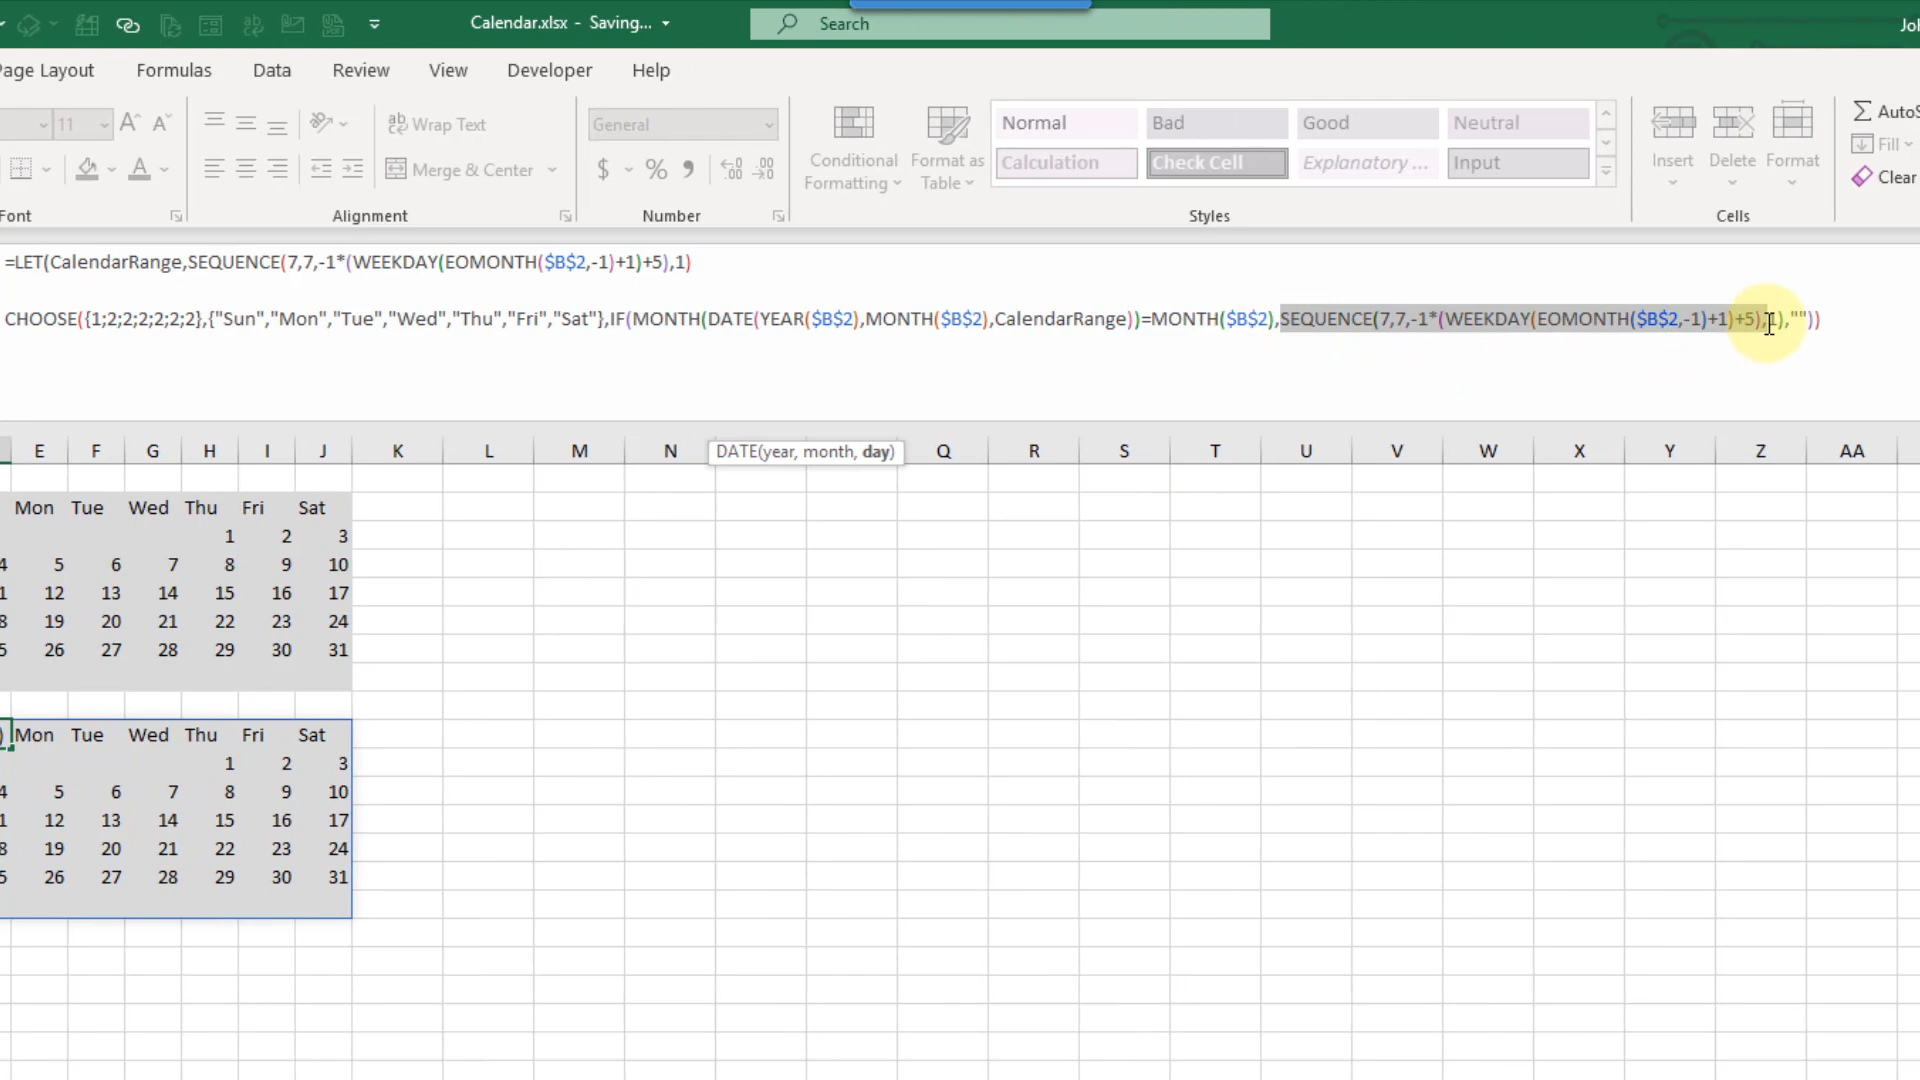 Calendar.xlsx - Saving...
Search
Page Layout Formulas Data Review View Developer Help
11
Wrap Text
Merge & Center
General
Conditional Formatting
Format as Table
Normal Bad Good Neutral
Calculation Check Cell Explanatory ... Input
Insert Delete Format
Fill
Clear
Font Alignment Number Styles Cells
=LET(CalendarRange,SEQUENCE(7,7,-1*(WEEKDAY(EOMONTH($B$2,-1)+1)+5),1)
CHOOSE({1;2;2;2;2;2;2},{"Sun","Mon","Tue","Wed","Thu","Fri","Sat"},IF(MONTH(DATE(YEAR($B$2),MONTH($B$2),CalendarRange))=MONTH($B$2),SEQUENCE(7,7,-1*(WEEKDAY(EOMONTH($B$2,-1)+1)+5),1),""))
E F G H I J K L M N Q R S T U V W X Y Z AA
DATE(year, month, day)
Mon Tue Wed Thu Fri Sat
1 2 3
4 5 6 7 8 9 10
1 12 13 14 15 16 17
8 19 20 21 22 23 24
5 26 27 28 29 30 31
) Mon Tue Wed Thu Fri Sat
1 2 3
4 5 6 7 8 9 10
1 12 13 14 15 16 17
8 19 20 21 22 23 24
5 26 27 28 29 30 31